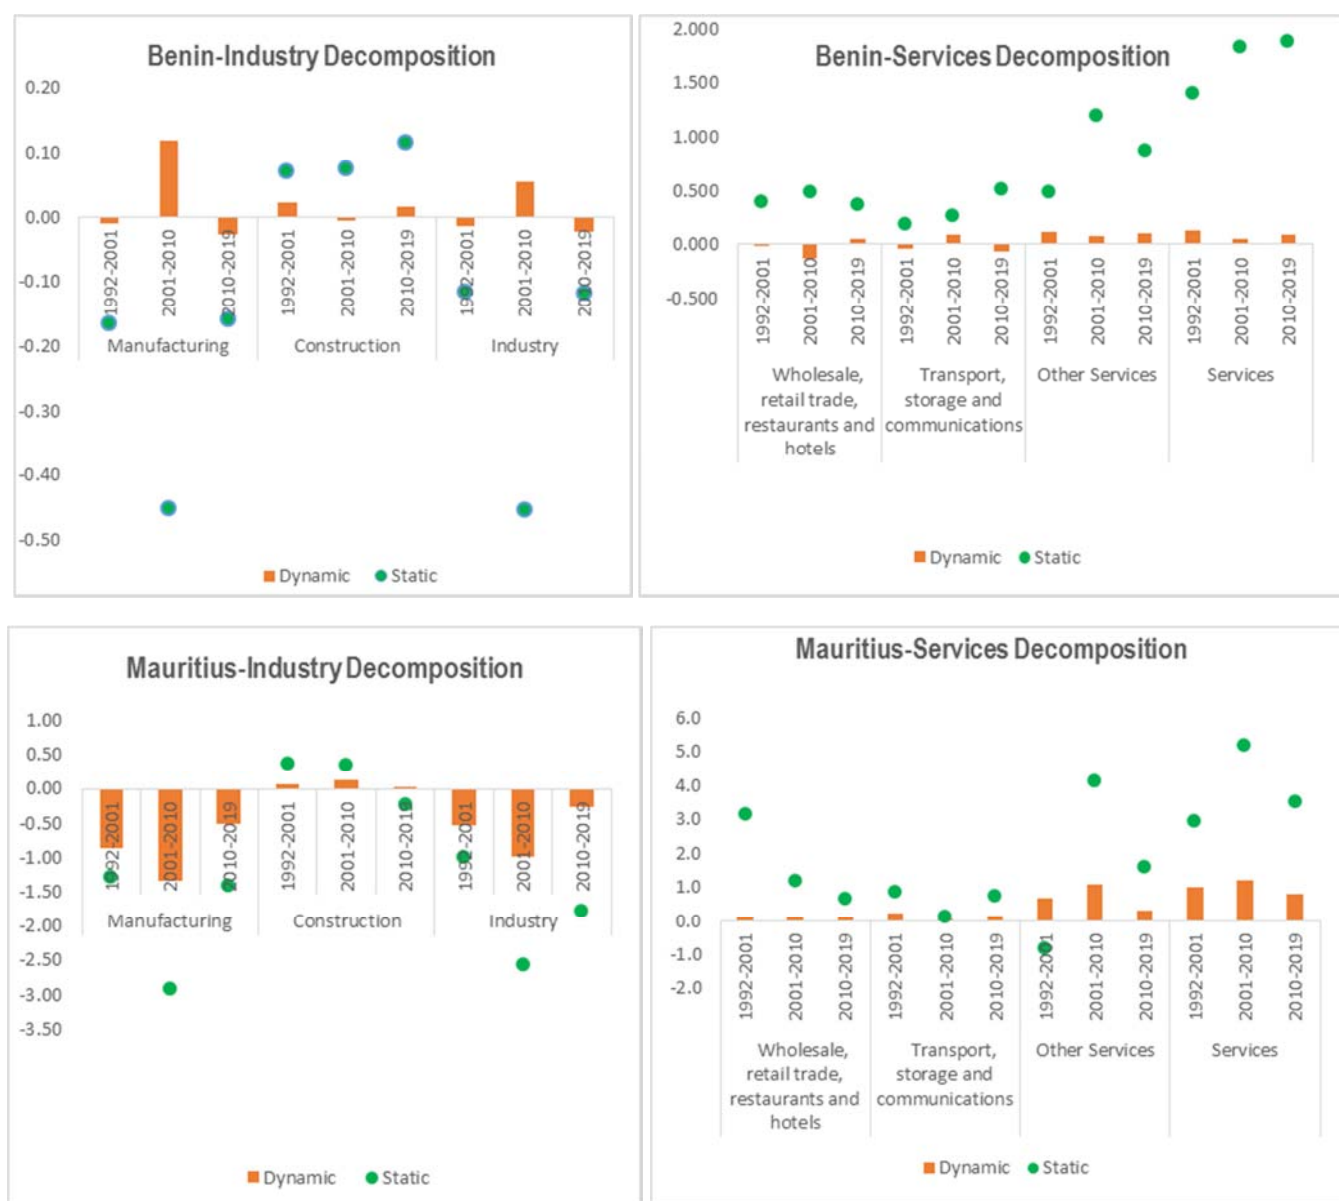 Benin-Industry Decomposition
0.20
0.10
0.00
-0.10
-0.20
-0.30
-0.40
-0.50
1992-2001
2001-2010
2010-2019
1992-2001
2001-2010
2010-2019
1992-2001
2001-2010
2010-2019
Manufacturing
Construction
Industry
Dynamic
Static
Benin-Services Decomposition
2.000
1.500
1.000
0.500
0.000
-0.500
1992-2001
2001-2010
2010-2019
1992-2001
2001-2010
2010-2019
1992-2001
2001-2010
2010-2019
1992-2001
2001-2010
2010-2019
Wholesale,
retail trade,
restaurants and
hotels
Transport,
storage and
communications
Other Services
Services
Dynamic
Static
Mauritius-Industry Decomposition
1.00
0.50
0.00
-0.50
-1.00
-1.50
-2.00
-2.50
-3.00
-3.50
1992-2001
2001-2010
2010-2019
1992-2001
2001-2010
2010-2019
1992-2001
2001-2010
2010-2019
Manufacturing
Construction
Industry
Dynamic
Static
Mauritius-Services Decomposition
6.0
5.0
4.0
3.0
2.0
1.0
0.0
-1.0
-2.0
1992-2001
2001-2010
2010-2019
1992-2001
2001-2010
2010-2019
1992-2001
2001-2010
2010-2019
1992-2001
2001-2010
2010-2019
Wholesale,
retail trade,
restaurants and
hotels
Transport,
storage and
communications
Other Services
Services
Dynamic
Static